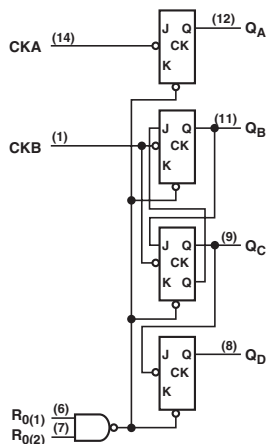 (12)
J Q QA
CKA (14) CK
K
(11)
J Q QB
CKB (1) CK
K
(9)
J Q QC
CK
K Q
(8)
J Q QD
CK
K
R0(1) (6)
R0(2) (7)